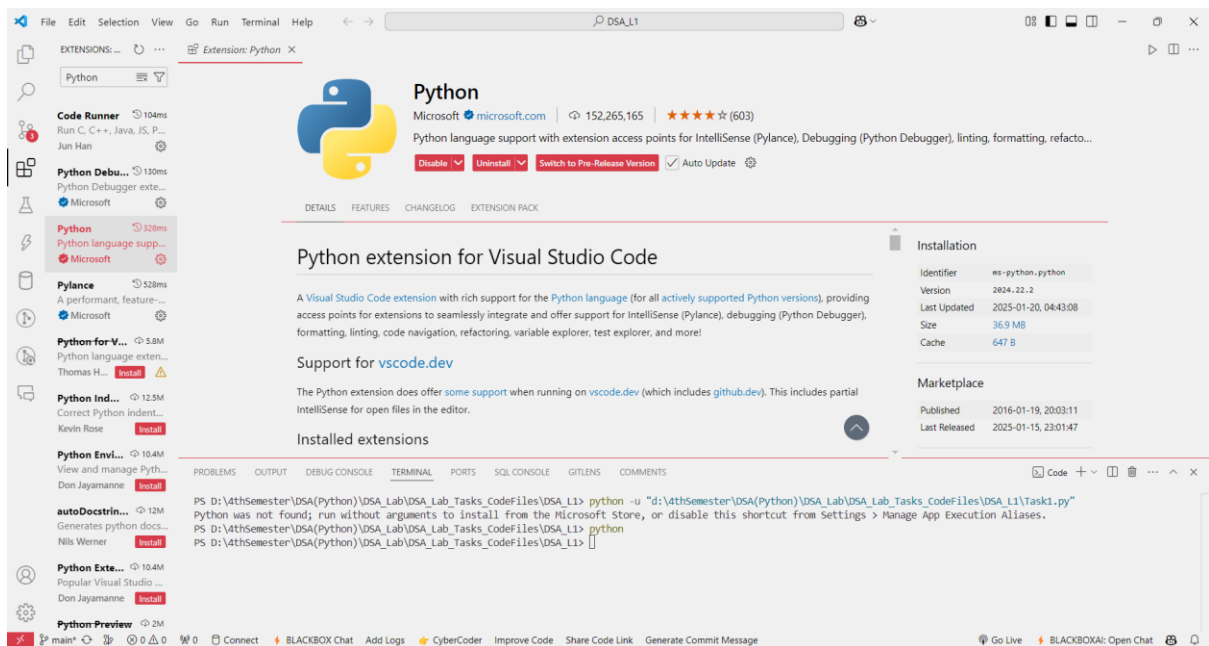 File Edit Selection View Go Run Terminal Help
DSA_L1
EXTENSIONS: ...
Extension: Python
Python
Code Runner 104ms
Run C, C++, Java, JS, P...
Jun Han
3
Python Debu... 130ms
Python Debugger exte...
Microsoft
Python 328ms
Python language supp...
Microsoft
Pylance 528ms
A performant, feature-...
Microsoft
Python for V... 5.8M
Python language exten...
Thomas H... Install
Python Ind... 12.5M
Correct Python indent...
Kevin Rose Install
Python Envi... 10.4M
View and manage Pyth...
Don Jayamanne Install
autoDocstrin... 12M
Generates python docs...
Nils Werner Install
Python Exte... 10.4M
Popular Visual Studio ...
Don Jayamanne Install
Python Preview 2M
Python
Microsoft microsoft.com 152,265,165 (603)
Python language support with extension access points for IntelliSense (Pylance), Debugging (Python Debugger), linting, formatting, refacto...
Disable Uninstall Switch to Pre-Release Version Auto Update
DETAILS FEATURES CHANGELOG EXTENSION PACK
Python extension for Visual Studio Code
A Visual Studio Code extension with rich support for the Python language (for all actively supported Python versions), providing
access points for extensions to seamlessly integrate and offer support for IntelliSense (Pylance), debugging (Python Debugger),
formatting, linting, code navigation, refactoring, variable explorer, test explorer, and more!
Support for vscode.dev
The Python extension does offer some support when running on vscode.dev (which includes github.dev). This includes partial
IntelliSense for open files in the editor.
Installed extensions
Installation
Identifier ms-python.python
Version 2024.22.2
Last Updated 2025-01-20, 04:43:08
Size 36.9 MB
Cache 647 B
Marketplace
Published 2016-01-19, 20:03:11
Last Released 2025-01-15, 23:01:47
PROBLEMS OUTPUT DEBUG CONSOLE TERMINAL PORTS SQL CONSOLE GITLENS COMMENTS
Code
PS D:\4thSemester\DSA(Python)\DSA_Lab\DSA_Lab_Tasks_CodeFiles\DSA_L1> python -u "d:\4thSemester\DSA(Python)\DSA_Lab\DSA_Lab_Tasks_CodeFiles\DSA_L1\Task1.py"
Python was not found; run without arguments to install from the Microsoft Store, or disable this shortcut from Settings > Manage App Execution Aliases.
PS D:\4thSemester\DSA(Python)\DSA_Lab\DSA_Lab_Tasks_CodeFiles\DSA_L1> python
PS D:\4thSemester\DSA(Python)\DSA_Lab\DSA_Lab_Tasks_CodeFiles\DSA_L1>
main* 0 0 0 Connect BLACKBOX Chat Add Logs CyberCoder Improve Code Share Code Link Generate Commit Message Go Live BLACKBOXAI: Open Chat